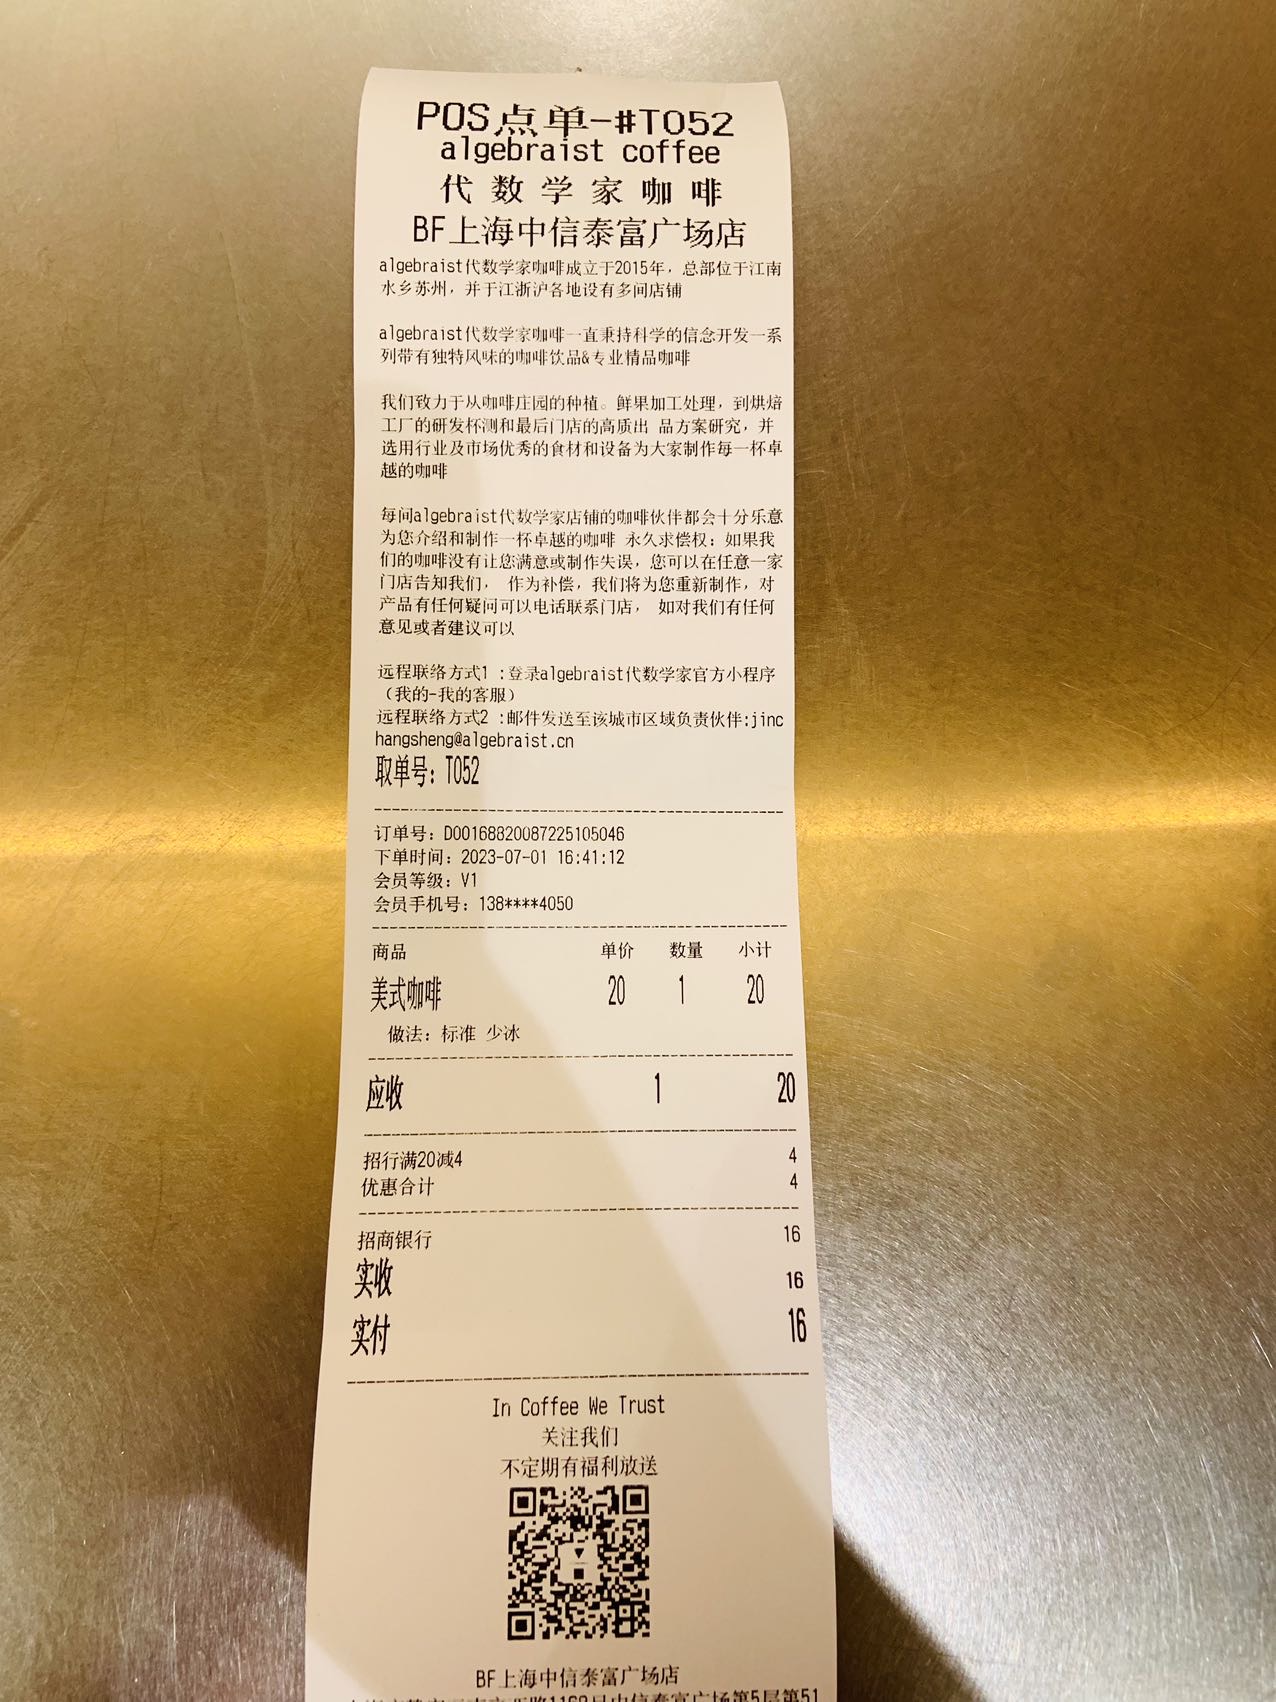 POS点单-#T052
algebraist coffee
代数学家咖啡
BF上海中信泰富广场店
algebraist代数学家咖啡成立于2015年，总部位于江南
水乡苏州，并于江浙沪各地设有多间店铺
algebraist代数学家咖啡一直秉持科学的信念开发一系
列带有独特风味的咖啡饮品&专业精品咖啡
我们致力于从咖啡庄园的种植。鲜果加工处理，到烘焙
工厂的研发杯测和最后门店的高质出 品方案研究，并
选用行业及市场优秀的食材和设备为大家制作每一杯卓
越的咖啡
每间algebraist代数学家店铺的咖啡伙伴都会十分乐意
为您介绍和制作一杯卓越的咖啡 永久求偿权：如果我
们的咖啡没有让您满意或制作失误，您可以在任意一家
门店告知我们， 作为补偿，我们将为您重新制作，对
产品有任何疑问可以电话联系门店， 如对我们有任何
意见或者建议可以
远程联络方式1 :登录algebraist代数学家官方小程序
（我的-我的客服）
远程联络方式2 :邮件发送至该城市区域负责伙伴:jinc
hangsheng@algebraist.cn
取单号: T052
订单号: D0016882008722510​5046
下单时间: 2023-07-01 16:41:12
会员等级: V1
会员手机号: 138****4050
商品 单价 数量 小计
美式咖啡 20 1 20
做法: 标准 少冰
应收 1 20
招行满20减4 4
优惠合计 4
招商银行 16
实收 16
实付 16
In Coffee We Trust
关注我们
不定期有福利放送
BF上海中信泰富广场店
1168号中信泰富广场第5层第51